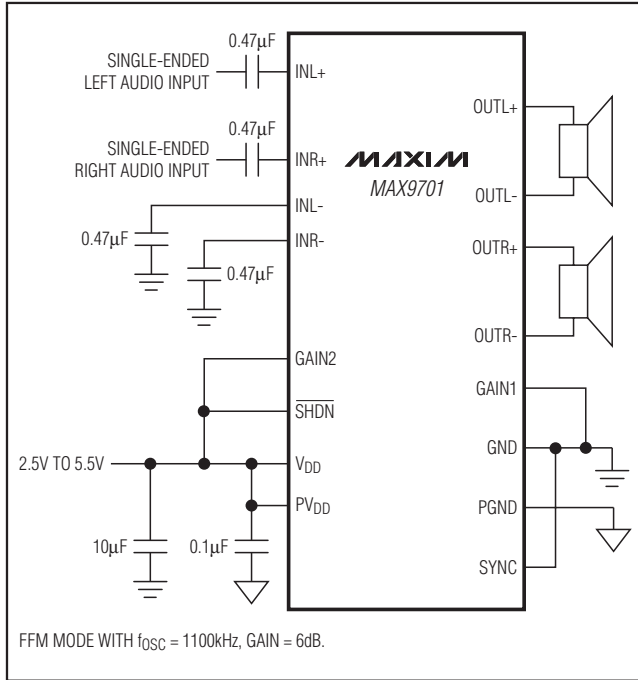 0.47µF
SINGLE-ENDED
LEFT AUDIO INPUT
INL+
OUTL+
0.47µF
SINGLE-ENDED
RIGHT AUDIO INPUT
INR+
MAXIM
MAX9701
INL-
OUTL-
0.47µF
INR-
OUTR+
0.47µF
OUTR-
GAIN2
GAIN1
SHDN
GND
2.5V TO 5.5V
VDD
PVDD
PGND
10µF
0.1µF
SYNC
FFM MODE WITH fOSC = 1100kHz, GAIN = 6dB.